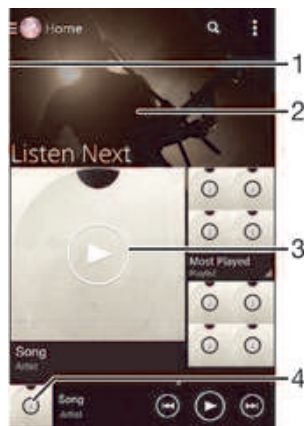 Home
1
2
Listen Next
3
Most Played
Playlist
Song
Artist
4
Song
Artist